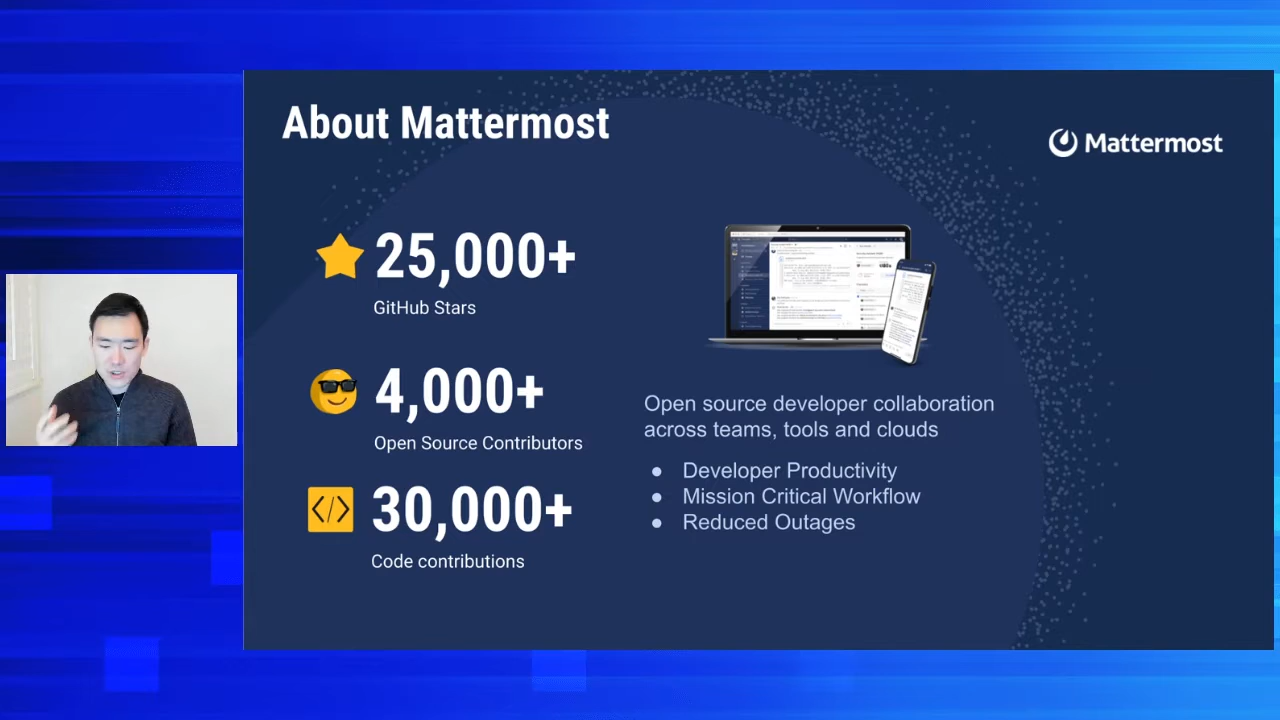 About Mattermost
Mattermost
25,000+
GitHub Stars
4,000+
Open Source Contributors
30,000+
Code contributions
Open source developer collaboration
across teams, tools and clouds
● Developer Productivity
● Mission Critical Workflow
● Reduced Outages